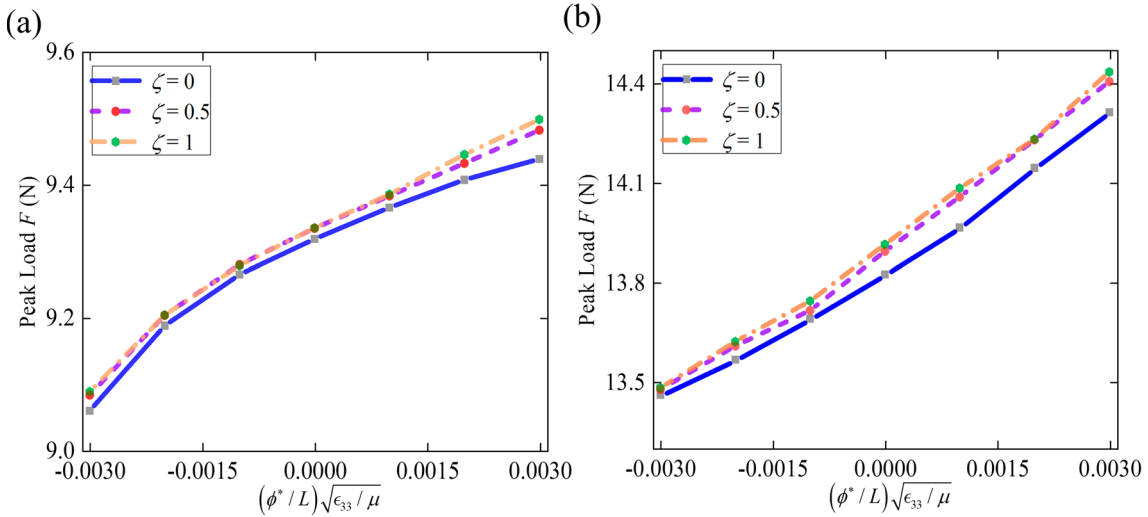 (a)
Peak Load F (N)
9.6
9.4
9.2
9.0
ζ = 0
ζ = 0.5
ζ = 1
-0.0030 -0.0015 0.0000 0.0015 0.0030
(ϕ* / L)√ϵ33 / μ
(b)
Peak Load F (N)
14.4
14.1
13.8
13.5
ζ = 0
ζ = 0.5
ζ = 1
-0.0030 -0.0015 0.0000 0.0015 0.0030
(ϕ* / L)√ϵ33 / μ